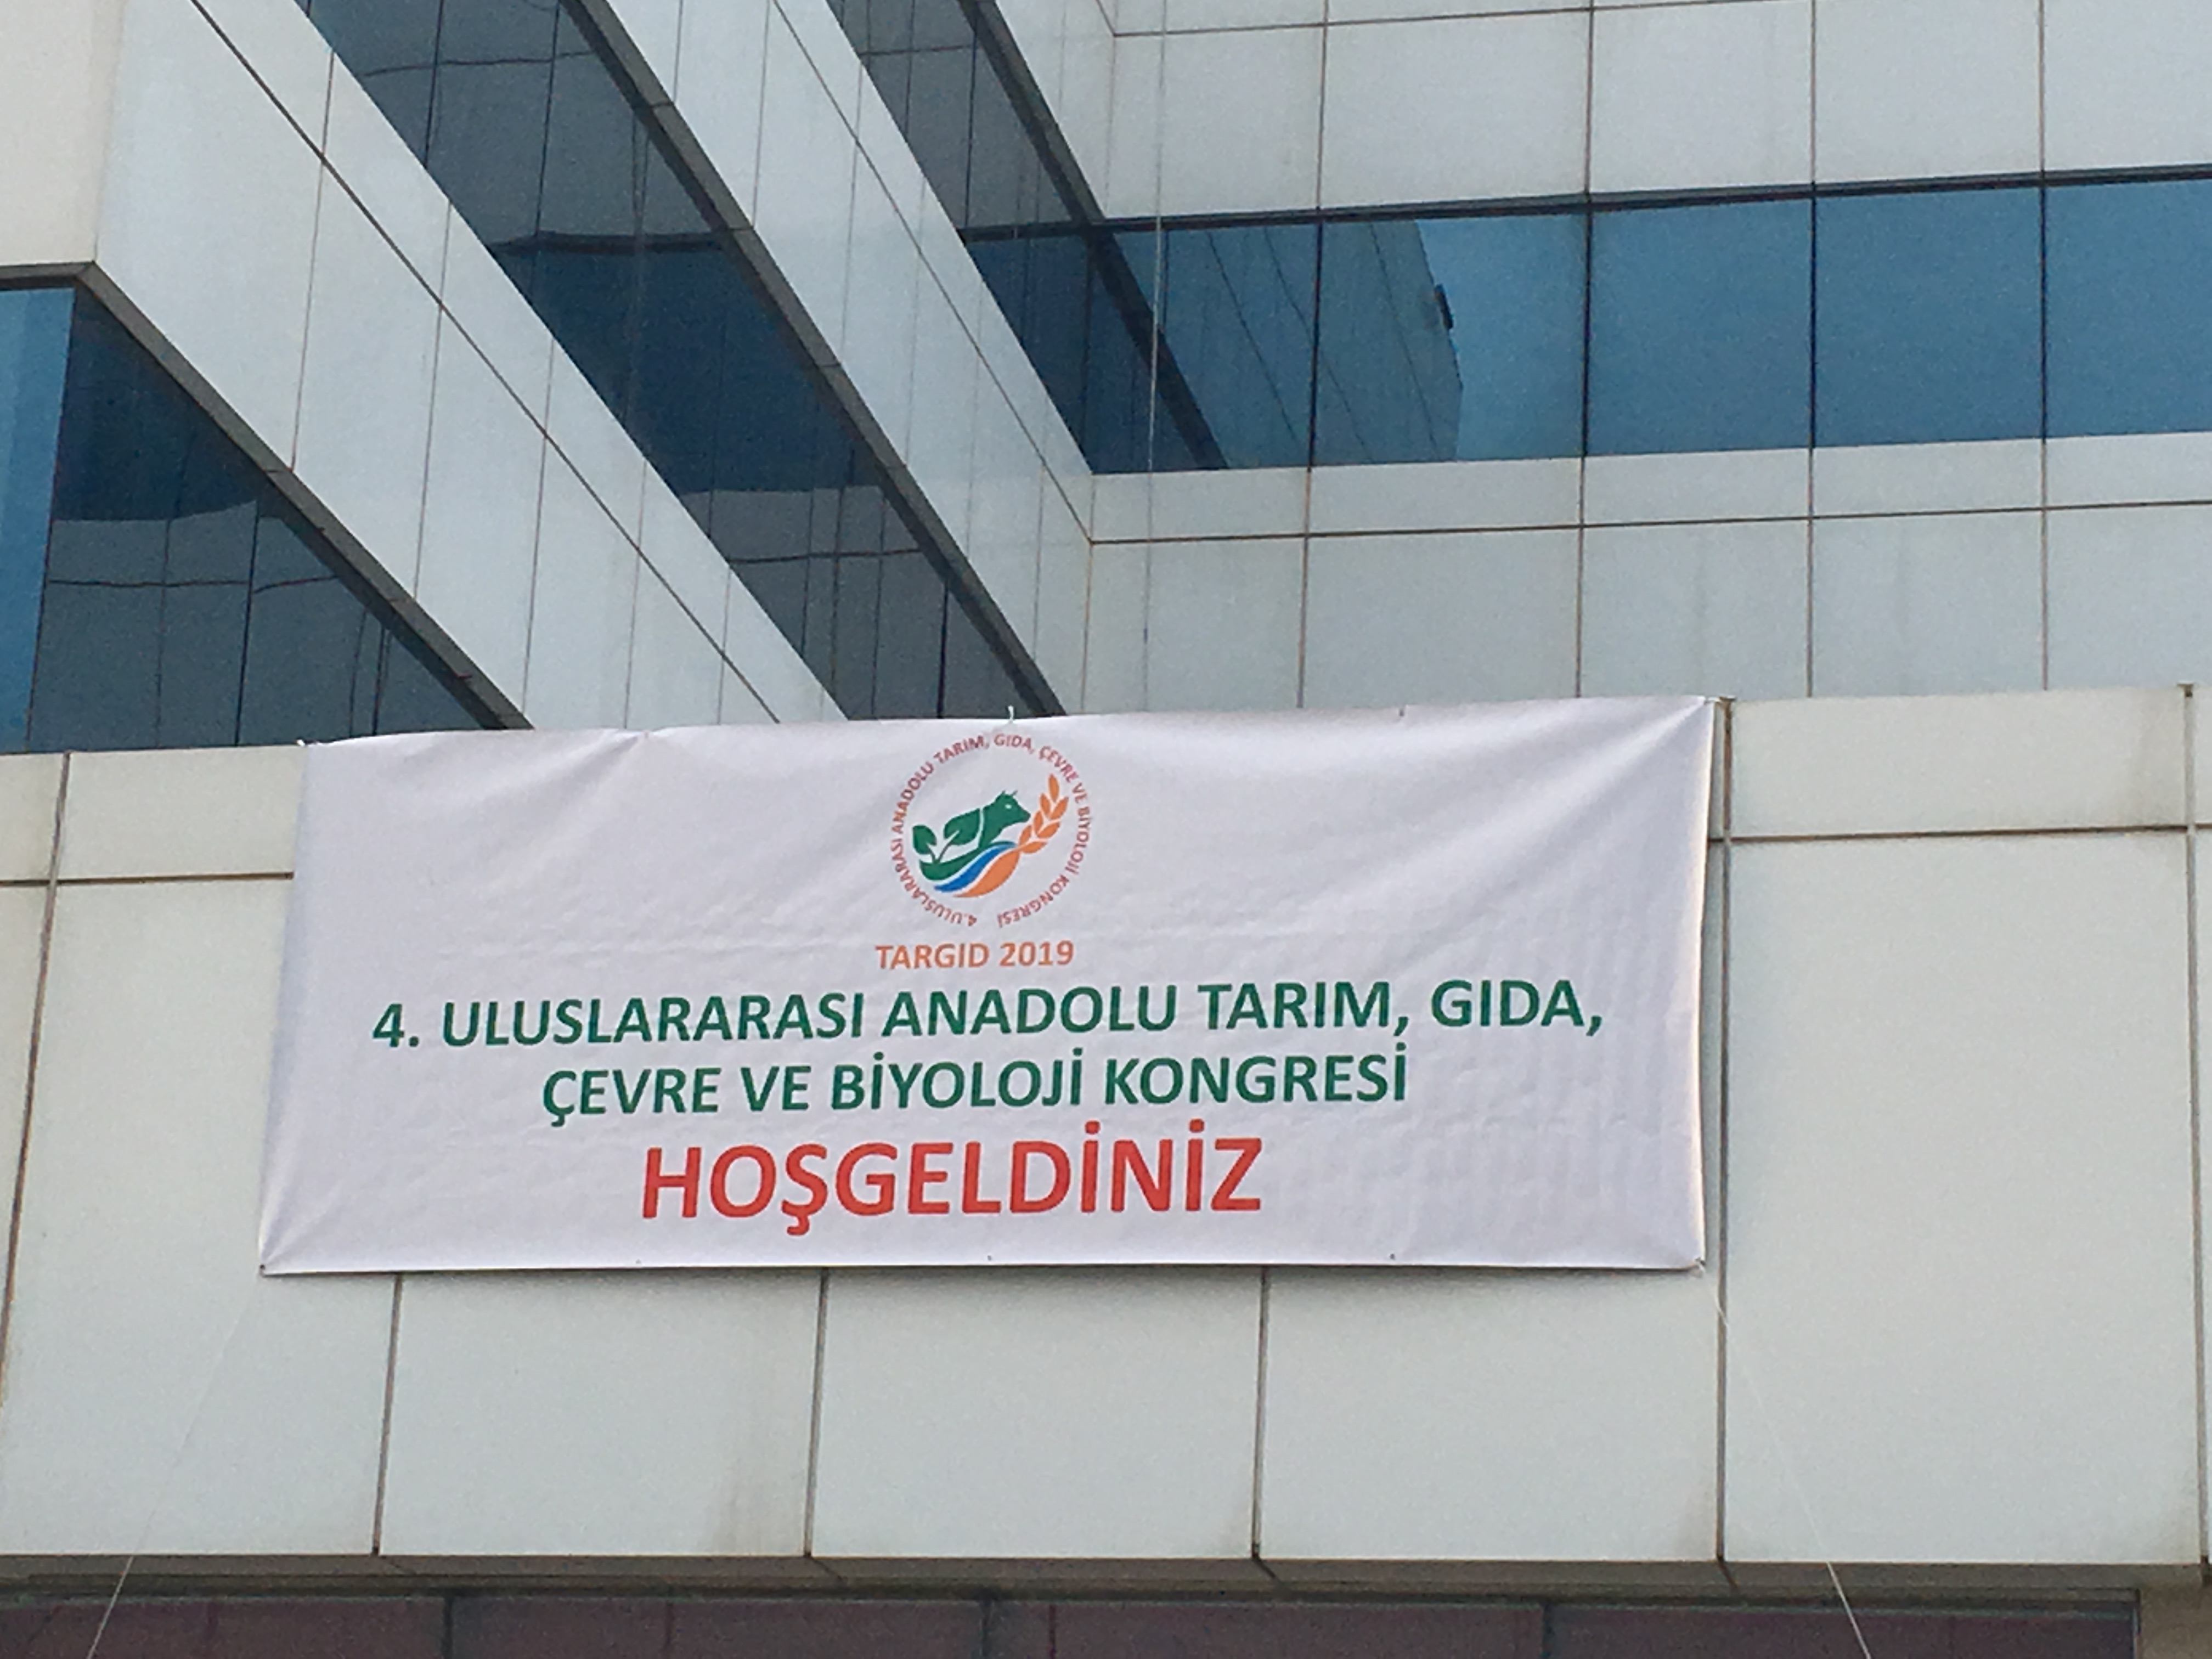 4.ULUSLARARASI ANADOLU TARIM, GIDA, ÇEVRE VE BİYOLOJİ KONGRESİ
TARGID 2019
4. ULUSLARARASI ANADOLU TARIM, GIDA,
ÇEVRE VE BİYOLOJİ KONGRESİ
HOŞGELDİNİZ